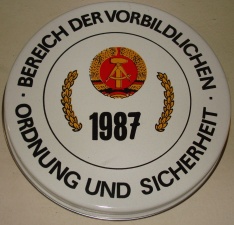 · BEREICH DER VORBILDLICHEN ·
1987
ORDNUNG UND SICHERHEIT